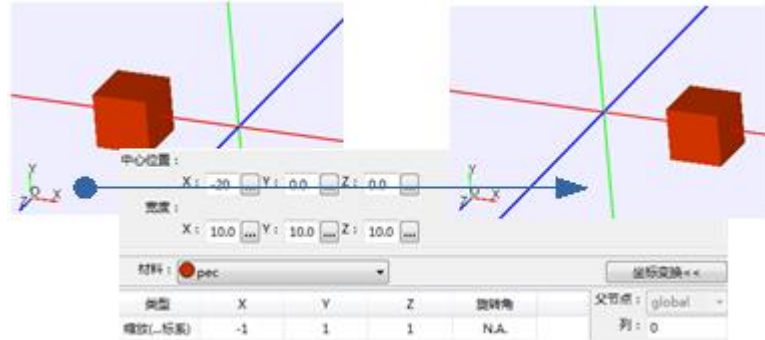 Y
Z O X
Y
Z O X
中心位置：
X： -20 ... Y： 0.0 ... Z： 0.0 ...
宽度：
X： 10.0 ... Y： 10.0 ... Z： 10.0 ...
材料： pec 坐标变换<<
类型 X Y Z 旋转角 父节点： global
缩放(...标系) -1 1 1 N.A. 列： 0